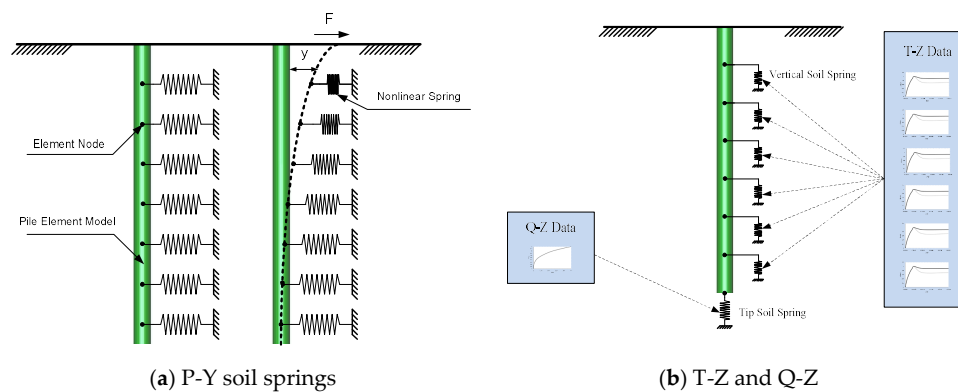 F
y
Nonlinear Spring
Element Node
Pile Element Model
Vertical Soil Spring
T-Z Data
Q-Z Data
Tip Soil Spring
(a) P-Y soil springs
(b) T-Z and Q-Z